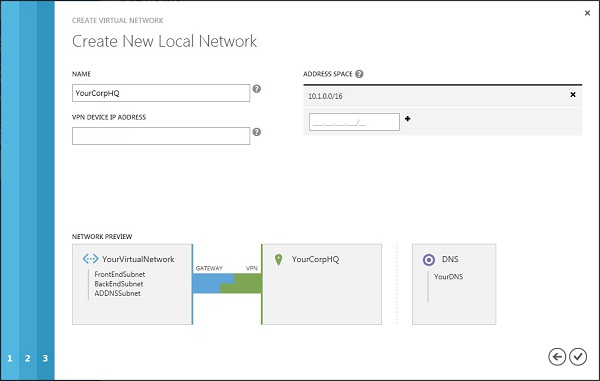 CREATE VIRTUAL NETWORK
Create New Local Network
NAME
YourCorpHQ
VPN DEVICE IP ADDRESS
ADDRESS SPACE
10.1.0.0/16
___.___.___.___/__
NETWORK PREVIEW
YourVirtualNetwork
FrontEndSubnet
BackEndSubnet
ADDNSSubnet
GATEWAY VPN
YourCorpHQ
DNS
YourDNS
1 2 3